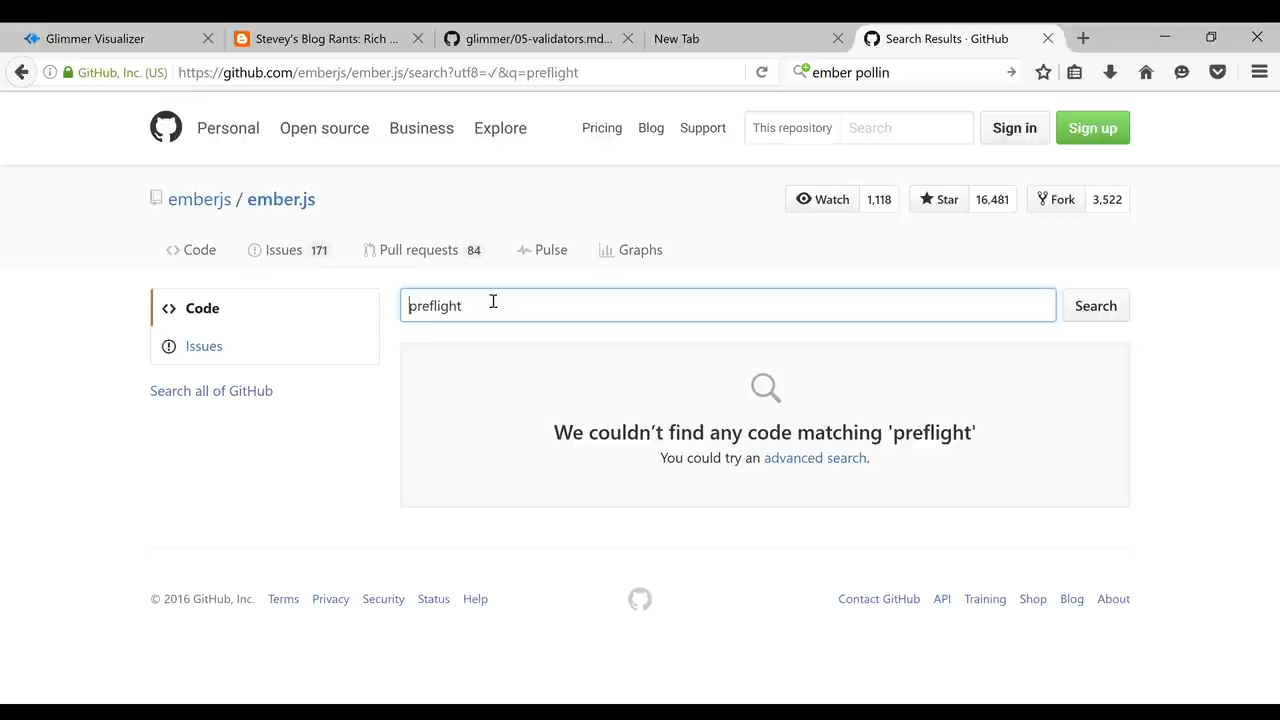 Glimmer Visualizer
Stevey's Blog Rants: Rich ...
glimmer/05-validators.md...
New Tab
Search Results · GitHub
GitHub, Inc. (US)
https://github.com/emberjs/ember.js/search?utf8=✓&q=preflight
ember pollin
Personal
Open source
Business
Explore
Pricing
Blog
Support
This repository
Search
Sign in
Sign up
emberjs / ember.js
Watch 1,118
Star 16,481
Fork 3,522
Code
Issues 171
Pull requests 84
Pulse
Graphs
Code
Issues
Search all of GitHub
preflight
Search
We couldn’t find any code matching 'preflight'
You could try an advanced search.
© 2016 GitHub, Inc.
Terms
Privacy
Security
Status
Help
Contact GitHub
API
Training
Shop
Blog
About